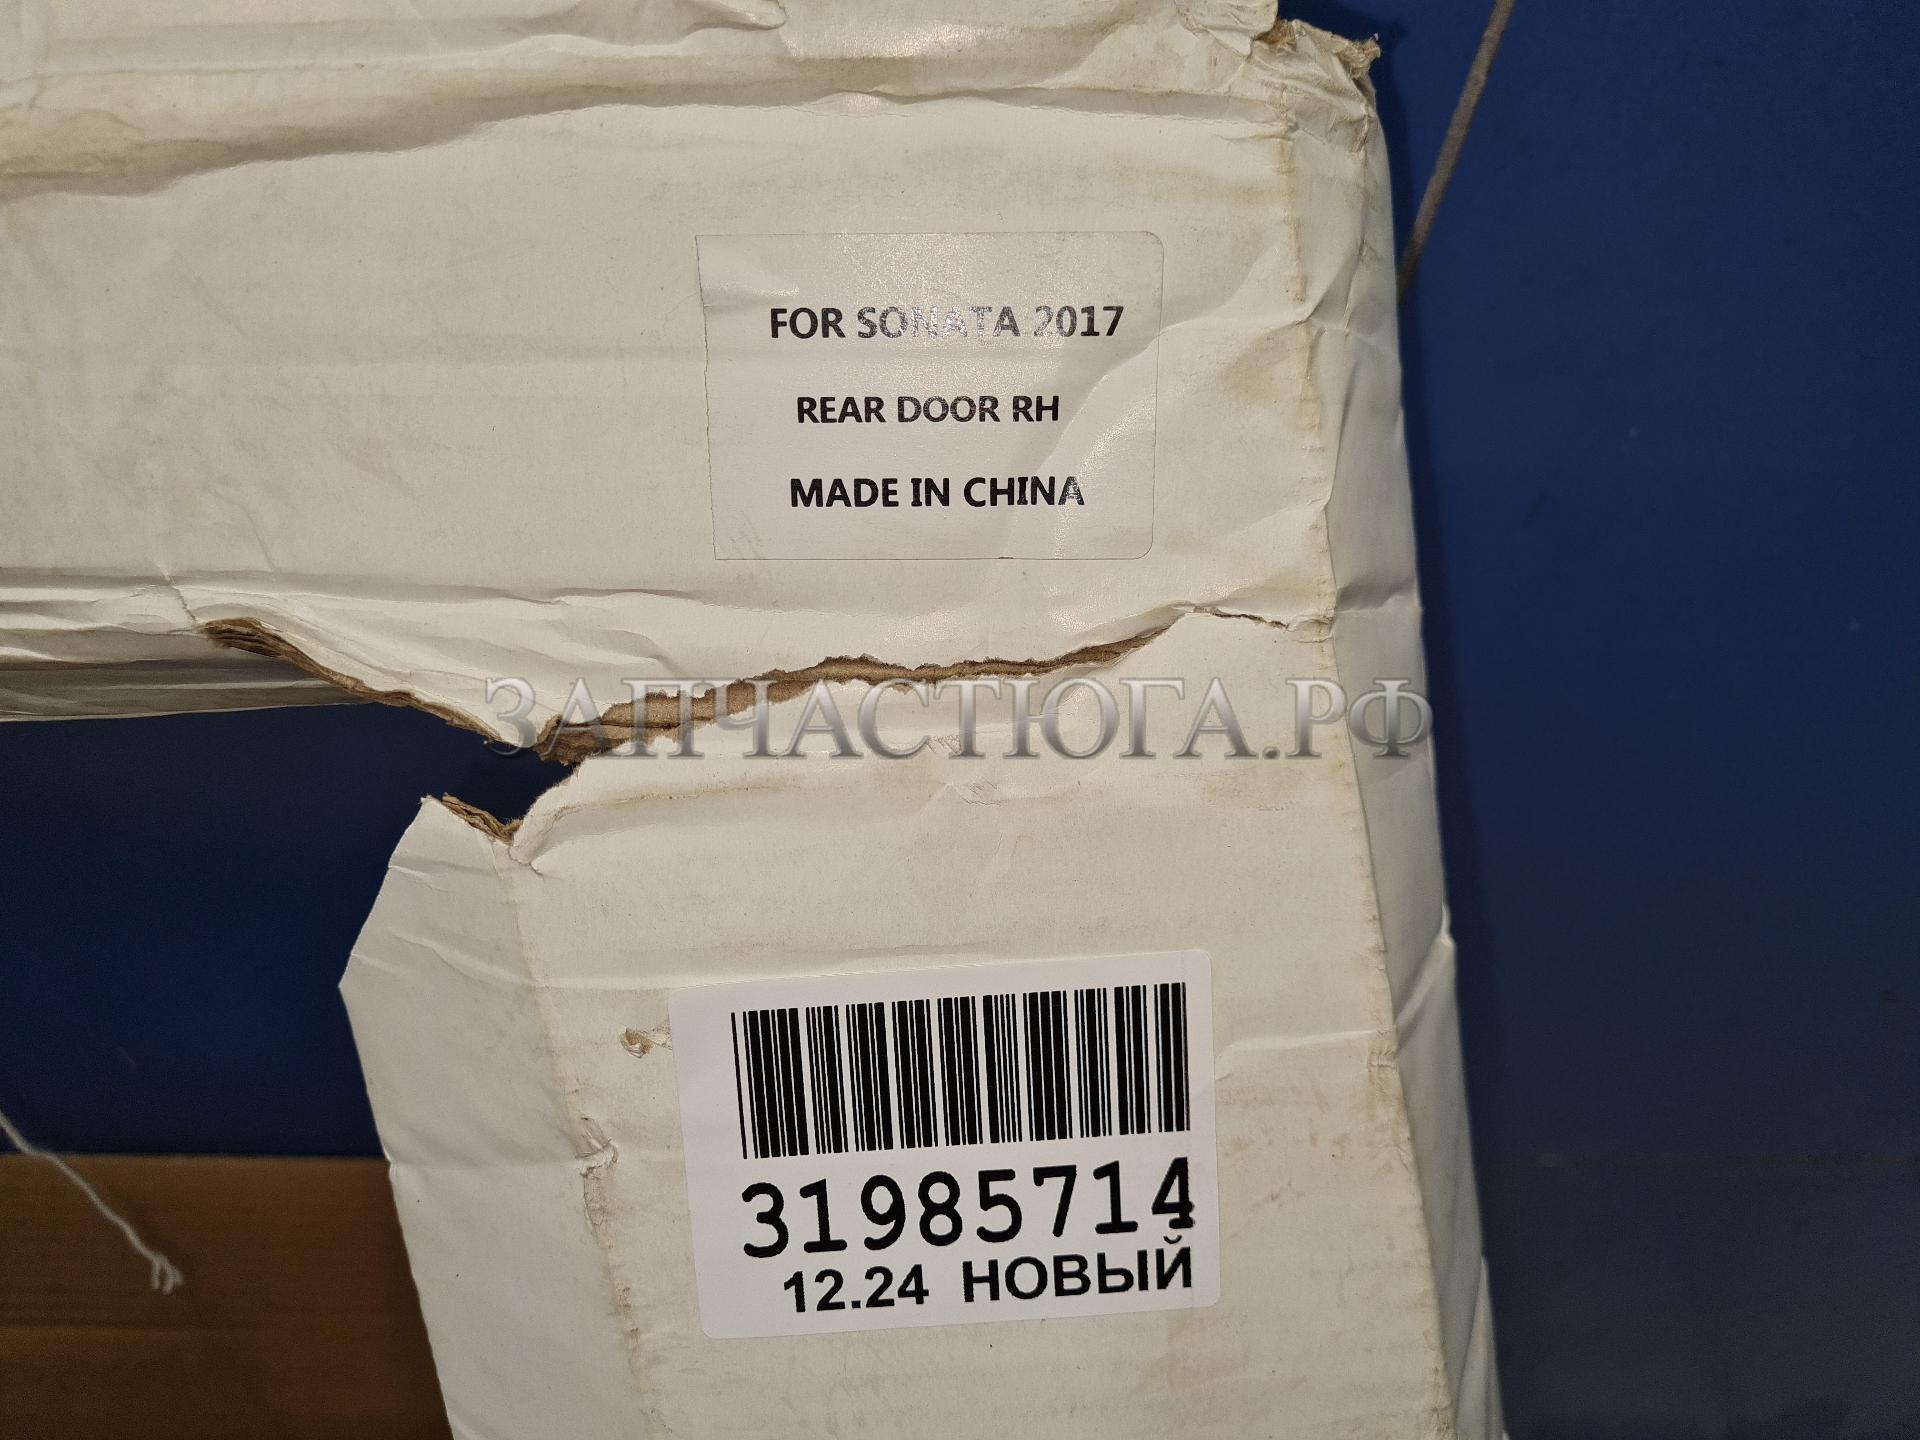 FOR SONATA 2017
REAR DOOR RH
MADE IN CHINA
ЗАПЧАСТЮГА.РФ
31985714
12.24 НОВЫЙ